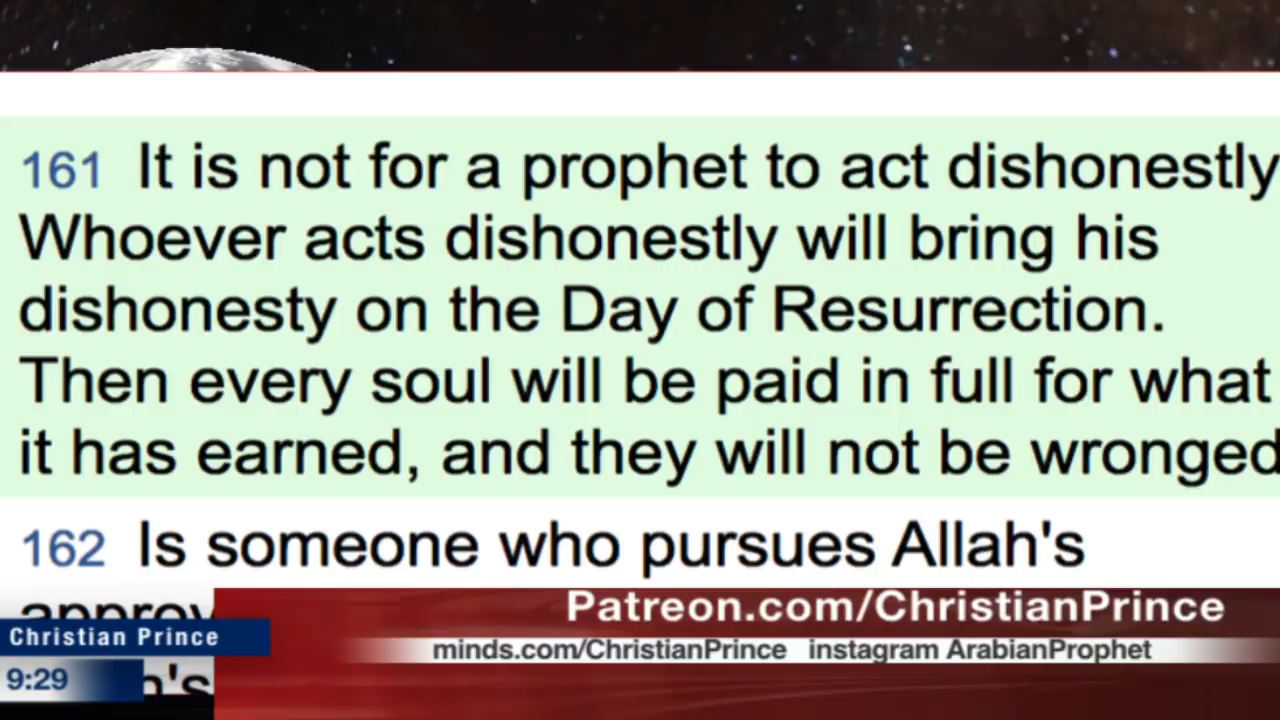 161 It is not for a prophet to act dishonestly
Whoever acts dishonestly will bring his
dishonesty on the Day of Resurrection.
Then every soul will be paid in full for what
it has earned, and they will not be wronged
162 Is someone who pursues Allah's
Patreon.com/ChristianPrince
Christian Prince
minds.com/ChristianPrince instagram ArabianProphet
9:29